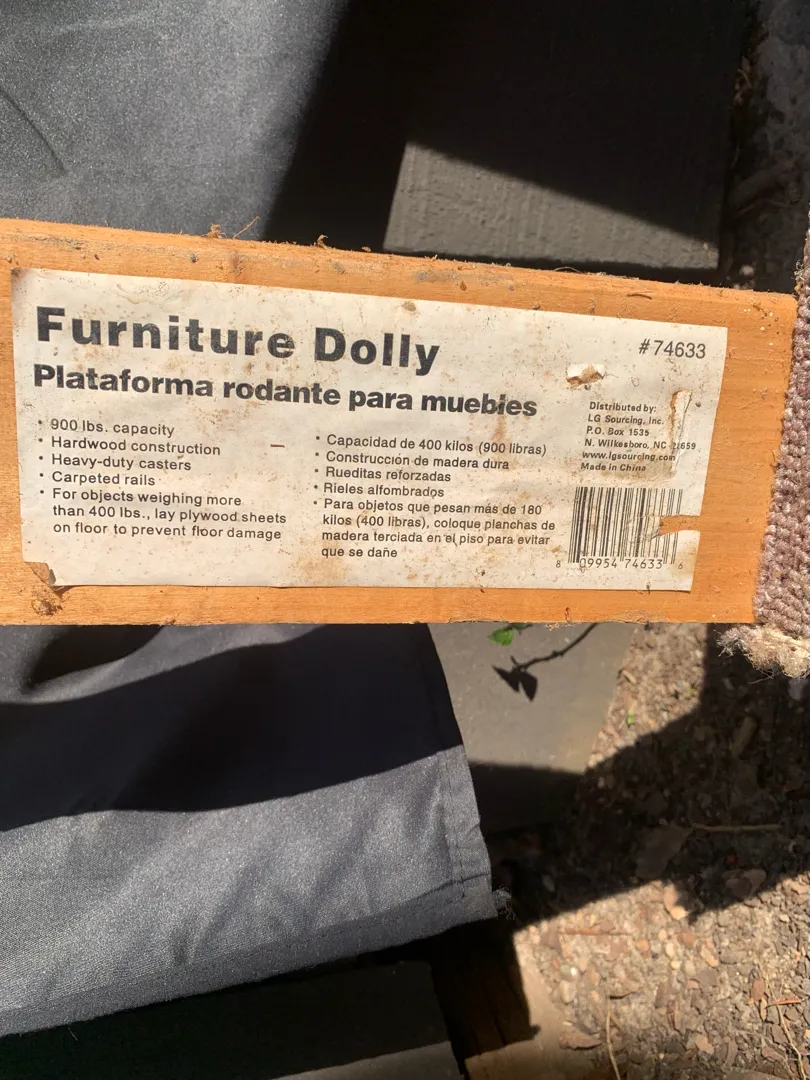 Furniture Dolly
#74633
Plataforma rodante para muebles
• 900 lbs. capacity
• Hardwood construction
• Heavy-duty casters
• Carpeted rails
• For objects weighing more
than 400 lbs., lay plywood sheets
on floor to prevent floor damage
• Capacidad de 400 kilos (900 libras)
• Construcción de madera dura
• Rueditas reforzadas
• Rieles alfombrados
• Para objetos que pesan más de 180
kilos (400 libras), coloque planchas de
madera terciada en el piso para evitar
que se dañe
Distributed by:
LG Sourcing, Inc.
P.O. Box 1535
N. Wilkesboro, NC
www.lgsourcing.com
Made in China
8 09954 74633 6